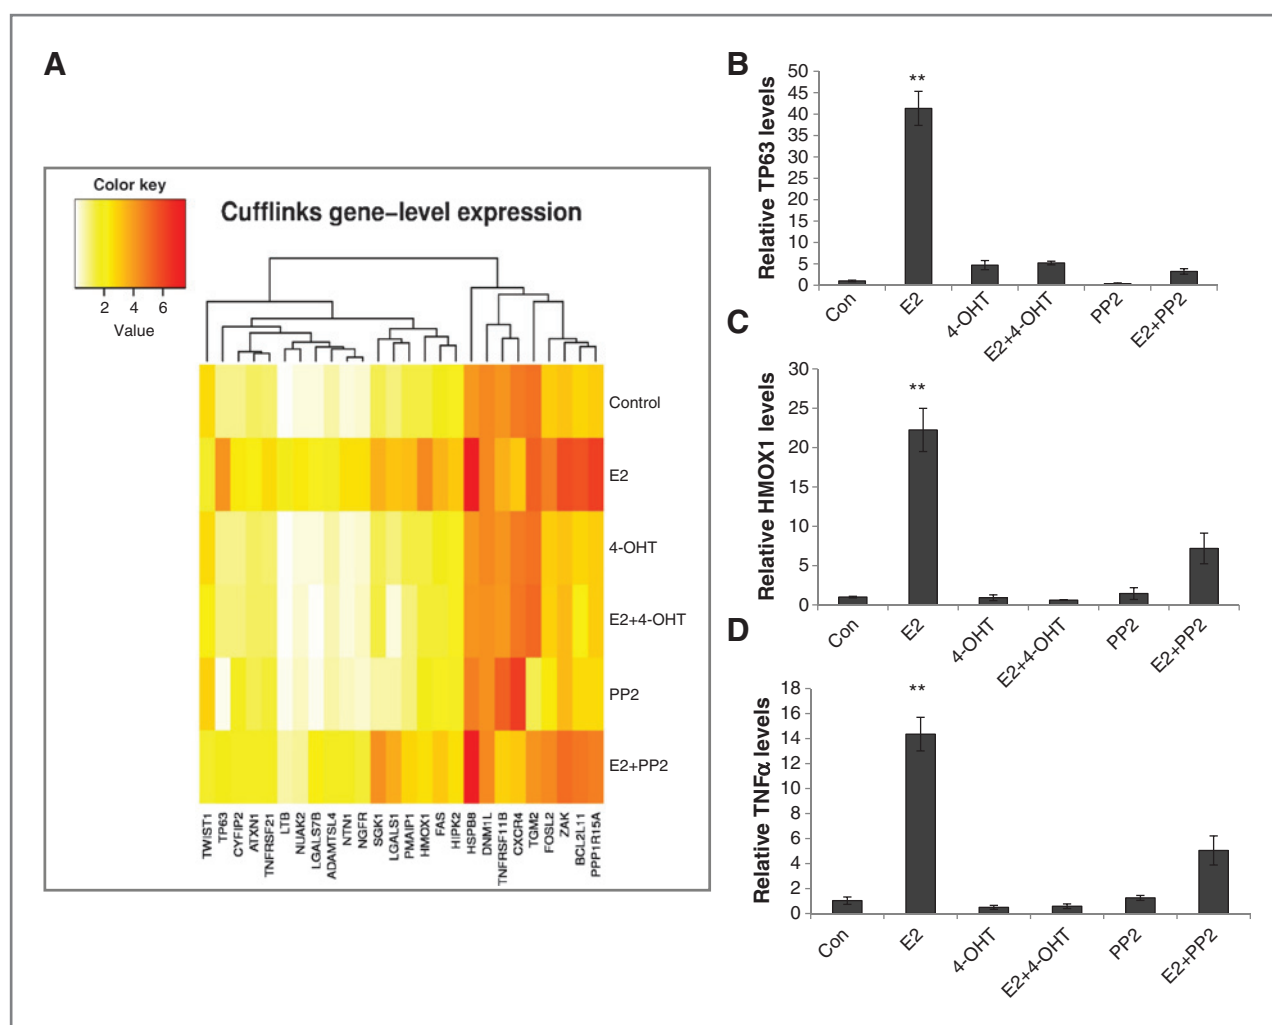 A
Color key
2 4 6
Value
Cufflinks gene–level expression
Control
E2
4-OHT
E2+4-OHT
PP2
E2+PP2
TWIST1
TP63
CYFIP2
ATXN1
TNFRSF21
LTB
NUAK2
LGALS7B
ADAMTSL4
NTN1
NGFR
SGK1
LGALS1
PMAIP1
HMOX1
FAS
HIPK2
HSPB8
DNM1L
TNFRSF11B
CXCR4
TGM2
FOSL2
ZAK
BCL2L11
PPP1R15A
B
Relative TP63 levels
50
45
40
35
30
25
20
15
10
5
0
**
Con E2 4-OHT E2+4-OHT PP2 E2+PP2
C
Relative HMOX1 levels
30
25
20
15
10
5
0
**
Con E2 4-OHT E2+4-OHT PP2 E2+PP2
D
Relative TNFα levels
18
16
14
12
10
8
6
4
2
0
**
Con E2 4-OHT E2+4-OHT PP2 E2+PP2